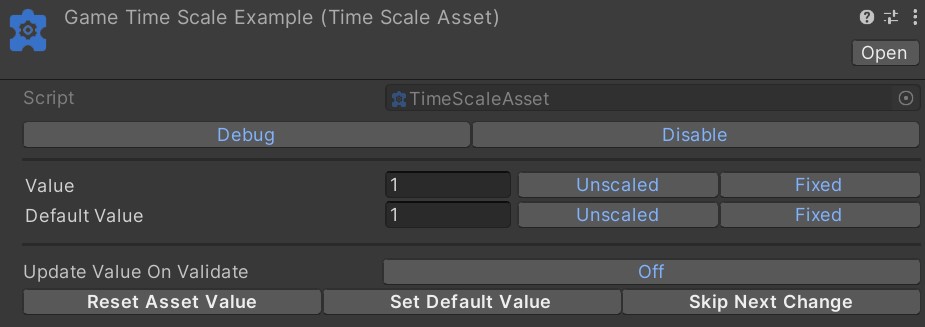 Game Time Scale Example (Time Scale Asset)
Open
Script TimeScaleAsset
Debug Disable
Value 1 Unscaled Fixed
Default Value 1 Unscaled Fixed
Update Value On Validate Off
Reset Asset Value Set Default Value Skip Next Change